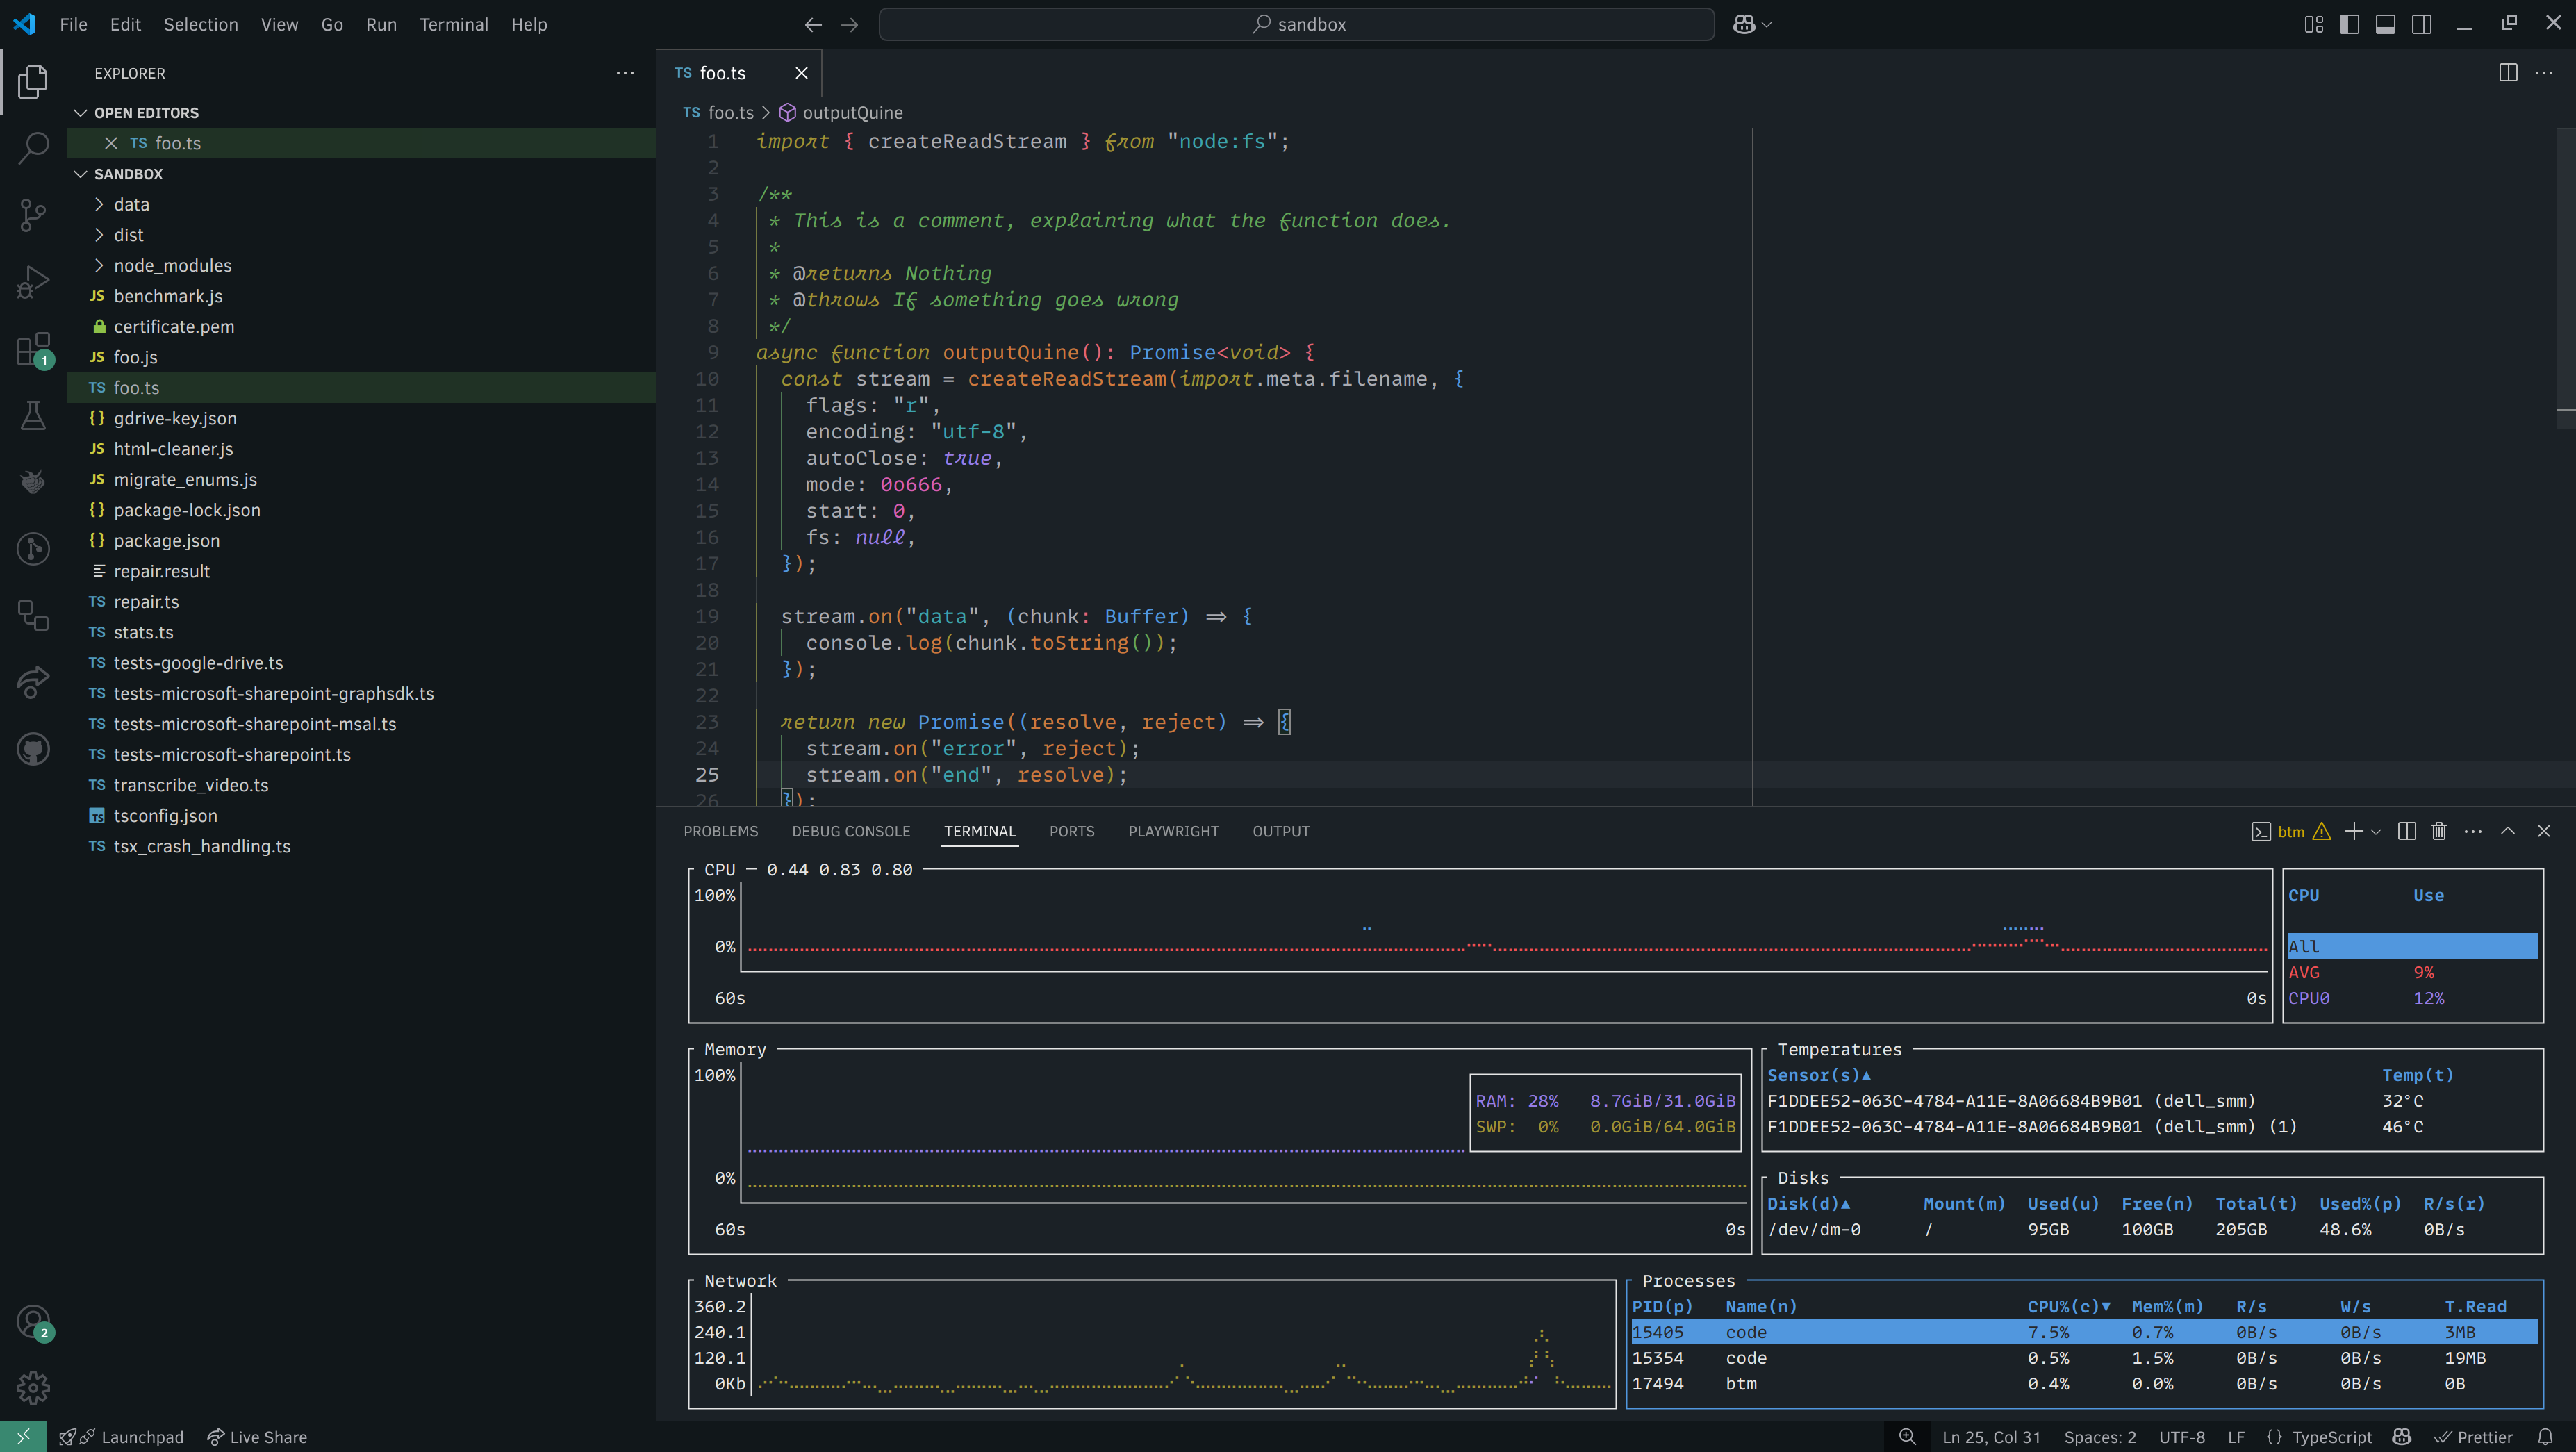 File Edit Selection View Go Run Terminal Help
sandbox
EXPLORER
OPEN EDITORS
TS foo.ts
SANDBOX
data
dist
node_modules
JS benchmark.js
certificate.pem
JS foo.js
TS foo.ts
{} gdrive-key.json
JS html-cleaner.js
JS migrate_enums.js
{} package-lock.json
{} package.json
repair.result
TS repair.ts
TS stats.ts
TS tests-google-drive.ts
TS tests-microsoft-sharepoint-graphsdk.ts
TS tests-microsoft-sharepoint-msal.ts
TS tests-microsoft-sharepoint.ts
TS transcribe_video.ts
TS tsconfig.json
TS tsx_crash_handling.ts
1
2
TS foo.ts
TS foo.ts > outputQuine
1 import { createReadStream } from "node:fs";
2
3 /**
4 * This is a comment, explaining what the function does.
5 *
6 * @returns Nothing
7 * @throws If something goes wrong
8 */
9 async function outputQuine(): Promise<void> {
10 const stream = createReadStream(import.meta.filename, {
11 flags: "r",
12 encoding: "utf-8",
13 autoClose: true,
14 mode: 0o666,
15 start: 0,
16 fs: null,
17 });
18
19 stream.on("data", (chunk: Buffer) => {
20 console.log(chunk.toString());
21 });
22
23 return new Promise((resolve, reject) => {
24 stream.on("error", reject);
25 stream.on("end", resolve);
26 });
PROBLEMS DEBUG CONSOLE TERMINAL PORTS PLAYWRIGHT OUTPUT
btm
CPU — 0.44 0.83 0.80
100%
0%
60s 0s
CPU Use
All
AVG 9%
CPU0 12%
Memory
100%
RAM: 28% 8.7GiB/31.0GiB
SWP: 0% 0.0GiB/64.0GiB
0%
60s 0s
Temperatures
Sensor(s)▲ Temp(t)
F1DDEE52-063C-4784-A11E-8A06684B9B01 (dell_smm) 32°C
F1DDEE52-063C-4784-A11E-8A06684B9B01 (dell_smm) (1) 46°C
Disks
Disk(d)▲ Mount(m) Used(u) Free(n) Total(t) Used%(p) R/s(r)
/dev/dm-0 / 95GB 100GB 205GB 48.6% 0B/s
Network
360.2
240.1
120.1
0Kb
Processes
PID(p) Name(n) CPU%(c)▼ Mem%(m) R/s W/s T.Read
15405 code 7.5% 0.7% 0B/s 0B/s 3MB
15354 code 0.5% 1.5% 0B/s 0B/s 19MB
17494 btm 0.4% 0.0% 0B/s 0B/s 0B
Launchpad Live Share
Ln 25, Col 31 Spaces: 2 UTF-8 LF {} TypeScript Prettier